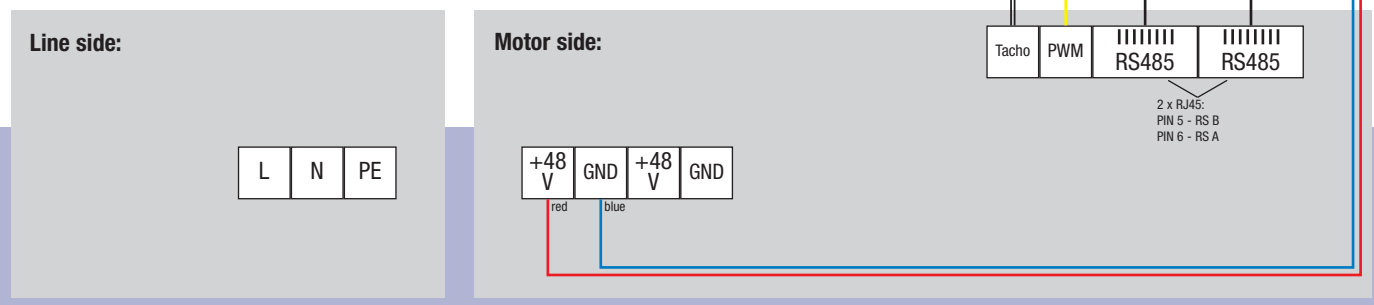 Line side:
Motor side:
Tacho
PWM
RS485
RS485
2 x RJ45:
PIN 5 - RS B
PIN 6 - RS A
L
N
PE
+48
V
GND
+48
V
GND
red
blue